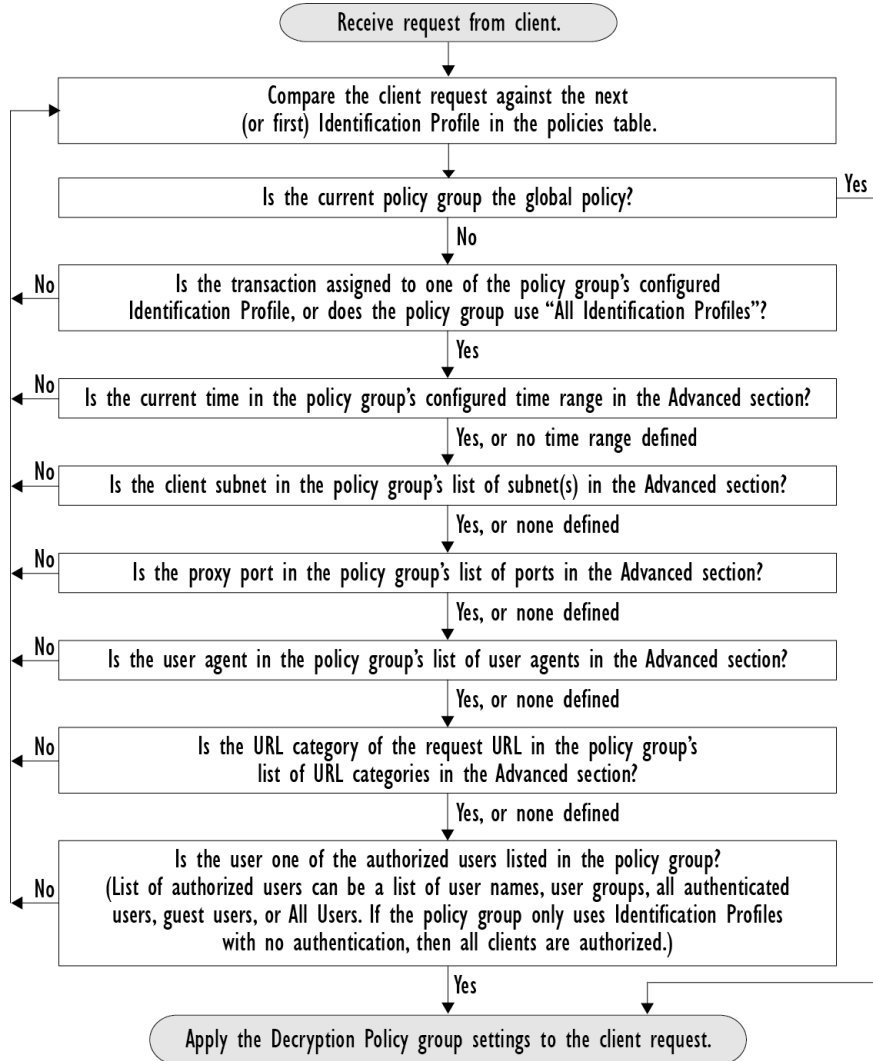 Receive request from client.
Compare the client request against the next
(or first) Identification Profile in the policies table.
Is the current policy group the global policy?
Yes
No
No
Is the transaction assigned to one of the policy group's configured
Identification Profile, or does the policy group use “All Identification Profiles”?
Yes
No
Is the current time in the policy group's configured time range in the Advanced section?
Yes, or no time range defined
No
Is the client subnet in the policy group's list of subnet(s) in the Advanced section?
Yes, or none defined
No
Is the proxy port in the policy group's list of ports in the Advanced section?
Yes, or none defined
No
Is the user agent in the policy group's list of user agents in the Advanced section?
Yes, or none defined
No
Is the URL category of the request URL in the policy group's
list of URL categories in the Advanced section?
Yes, or none defined
No
Is the user one of the authorized users listed in the policy group?
(List of authorized users can be a list of user names, user groups, all authenticated
users, guest users, or All Users. If the policy group only uses Identification Profiles
with no authentication, then all clients are authorized.)
Yes
Apply the Decryption Policy group settings to the client request.